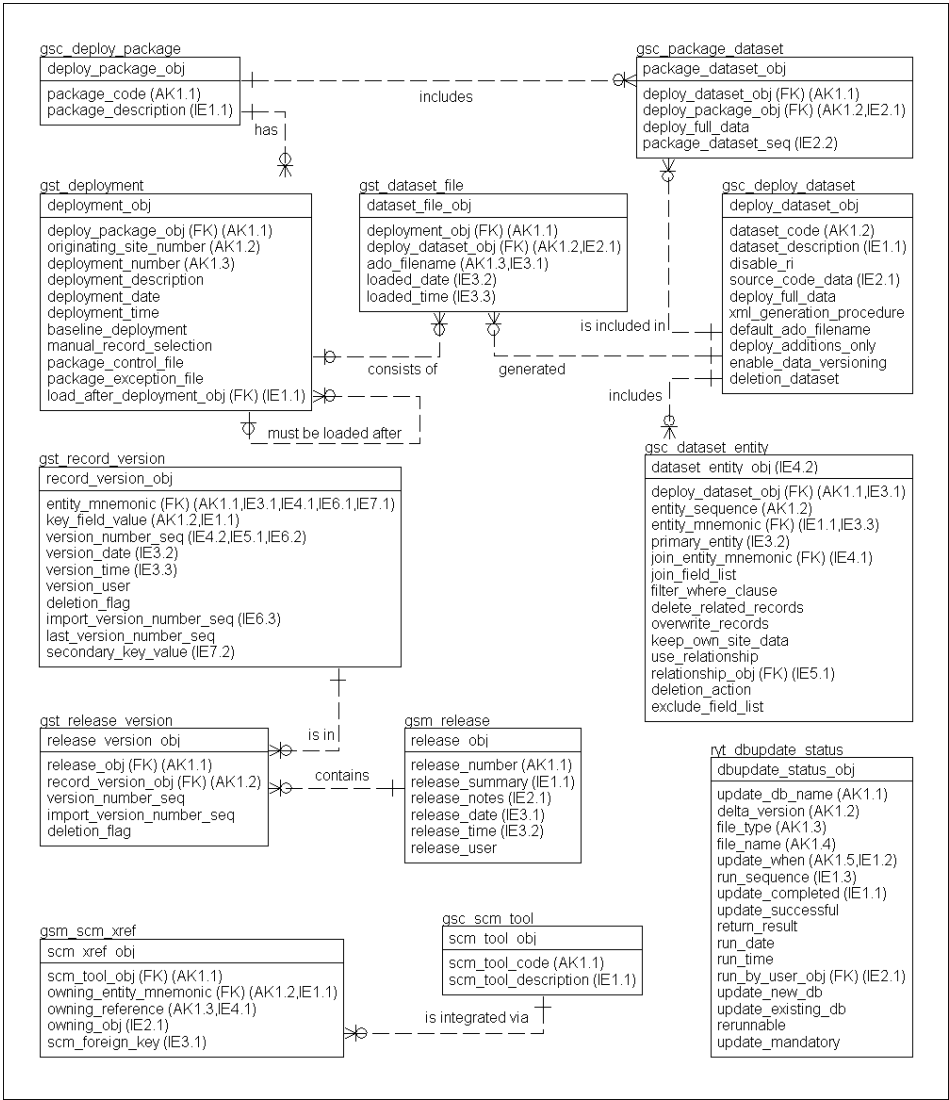 gsc_deploy_package
deploy_package_obj
package_code (AK1.1)
package_description (IE1.1)
includes
has
gsc_package_dataset
package_dataset_obj
deploy_dataset_obj (FK) (AK1.1)
deploy_package_obj (FK) (AK1.2,IE2.1)
deploy_full_data
package_dataset_seq (IE2.2)
gst_deployment
deployment_obj
deploy_package_obj (FK) (AK1.1)
originating_site_number (AK1.2)
deployment_number (AK1.3)
deployment_description
deployment_date
deployment_time
baseline_deployment
manual_record_selection
package_control_file
package_exception_file
load_after_deployment_obj (FK) (IE1.1)
must be loaded after
gst_dataset_file
dataset_file_obj
deployment_obj (FK) (AK1.1)
deploy_dataset_obj (FK) (AK1.2,IE2.1)
ado_filename (AK1.3,IE3.1)
loaded_date (IE3.2)
loaded_time (IE3.3)
consists of
generated
is included in
gsc_deploy_dataset
deploy_dataset_obj
dataset_code (AK1.2)
dataset_description (IE1.1)
disable_ri
source_code_data (IE2.1)
deploy_full_data
xml_generation_procedure
default_ado_filename
deploy_additions_only
enable_data_versioning
deletion_dataset
includes
gsc_dataset_entity
dataset_entity_obj (IE4.2)
deploy_dataset_obj (FK) (AK1.1,IE3.1)
entity_sequence (AK1.2)
entity_mnemonic (FK) (IE1.1,IE3.3)
primary_entity (IE3.2)
join_entity_mnemonic (FK) (IE4.1)
join_field_list
filter_where_clause
delete_related_records
overwrite_records
keep_own_site_data
use_relationship
relationship_obj (FK) (IE5.1)
deletion_action
exclude_field_list
gst_record_version
record_version_obj
entity_mnemonic (FK) (AK1.1,IE3.1,IE4.1,IE6.1,IE7.1)
key_field_value (AK1.2,IE1.1)
version_number_seq (IE4.2,IE5.1,IE6.2)
version_date (IE3.2)
version_time (IE3.3)
version_user
deletion_flag
import_version_number_seq (IE6.3)
last_version_number_seq
secondary_key_value (IE7.2)
is in
gst_release_version
release_version_obj
release_obj (FK) (AK1.1)
record_version_obj (FK) (AK1.2)
version_number_seq
import_version_number_seq
deletion_flag
contains
gsm_release
release_obj
release_number (AK1.1)
release_summary (IE1.1)
release_notes (IE2.1)
release_date (IE3.1)
release_time (IE3.2)
release_user
ryt_dbupdate_status
dbupdate_status_obj
update_db_name (AK1.1)
delta_version (AK1.2)
file_type (AK1.3)
file_name (AK1.4)
update_when (AK1.5,IE1.2)
run_sequence (IE1.3)
update_completed (IE1.1)
update_successful
return_result
run_date
run_time
run_by_user_obj (FK) (IE2.1)
update_new_db
update_existing_db
rerunnable
update_mandatory
gsm_scm_xref
scm_xref_obj
scm_tool_obj (FK) (AK1.1)
owning_entity_mnemonic (FK) (AK1.2,IE1.1)
owning_reference (AK1.3,IE4.1)
owning_obj (IE2.1)
scm_foreign_key (IE3.1)
gsc_scm_tool
scm_tool_obj
scm_tool_code (AK1.1)
scm_tool_description (IE1.1)
is integrated via